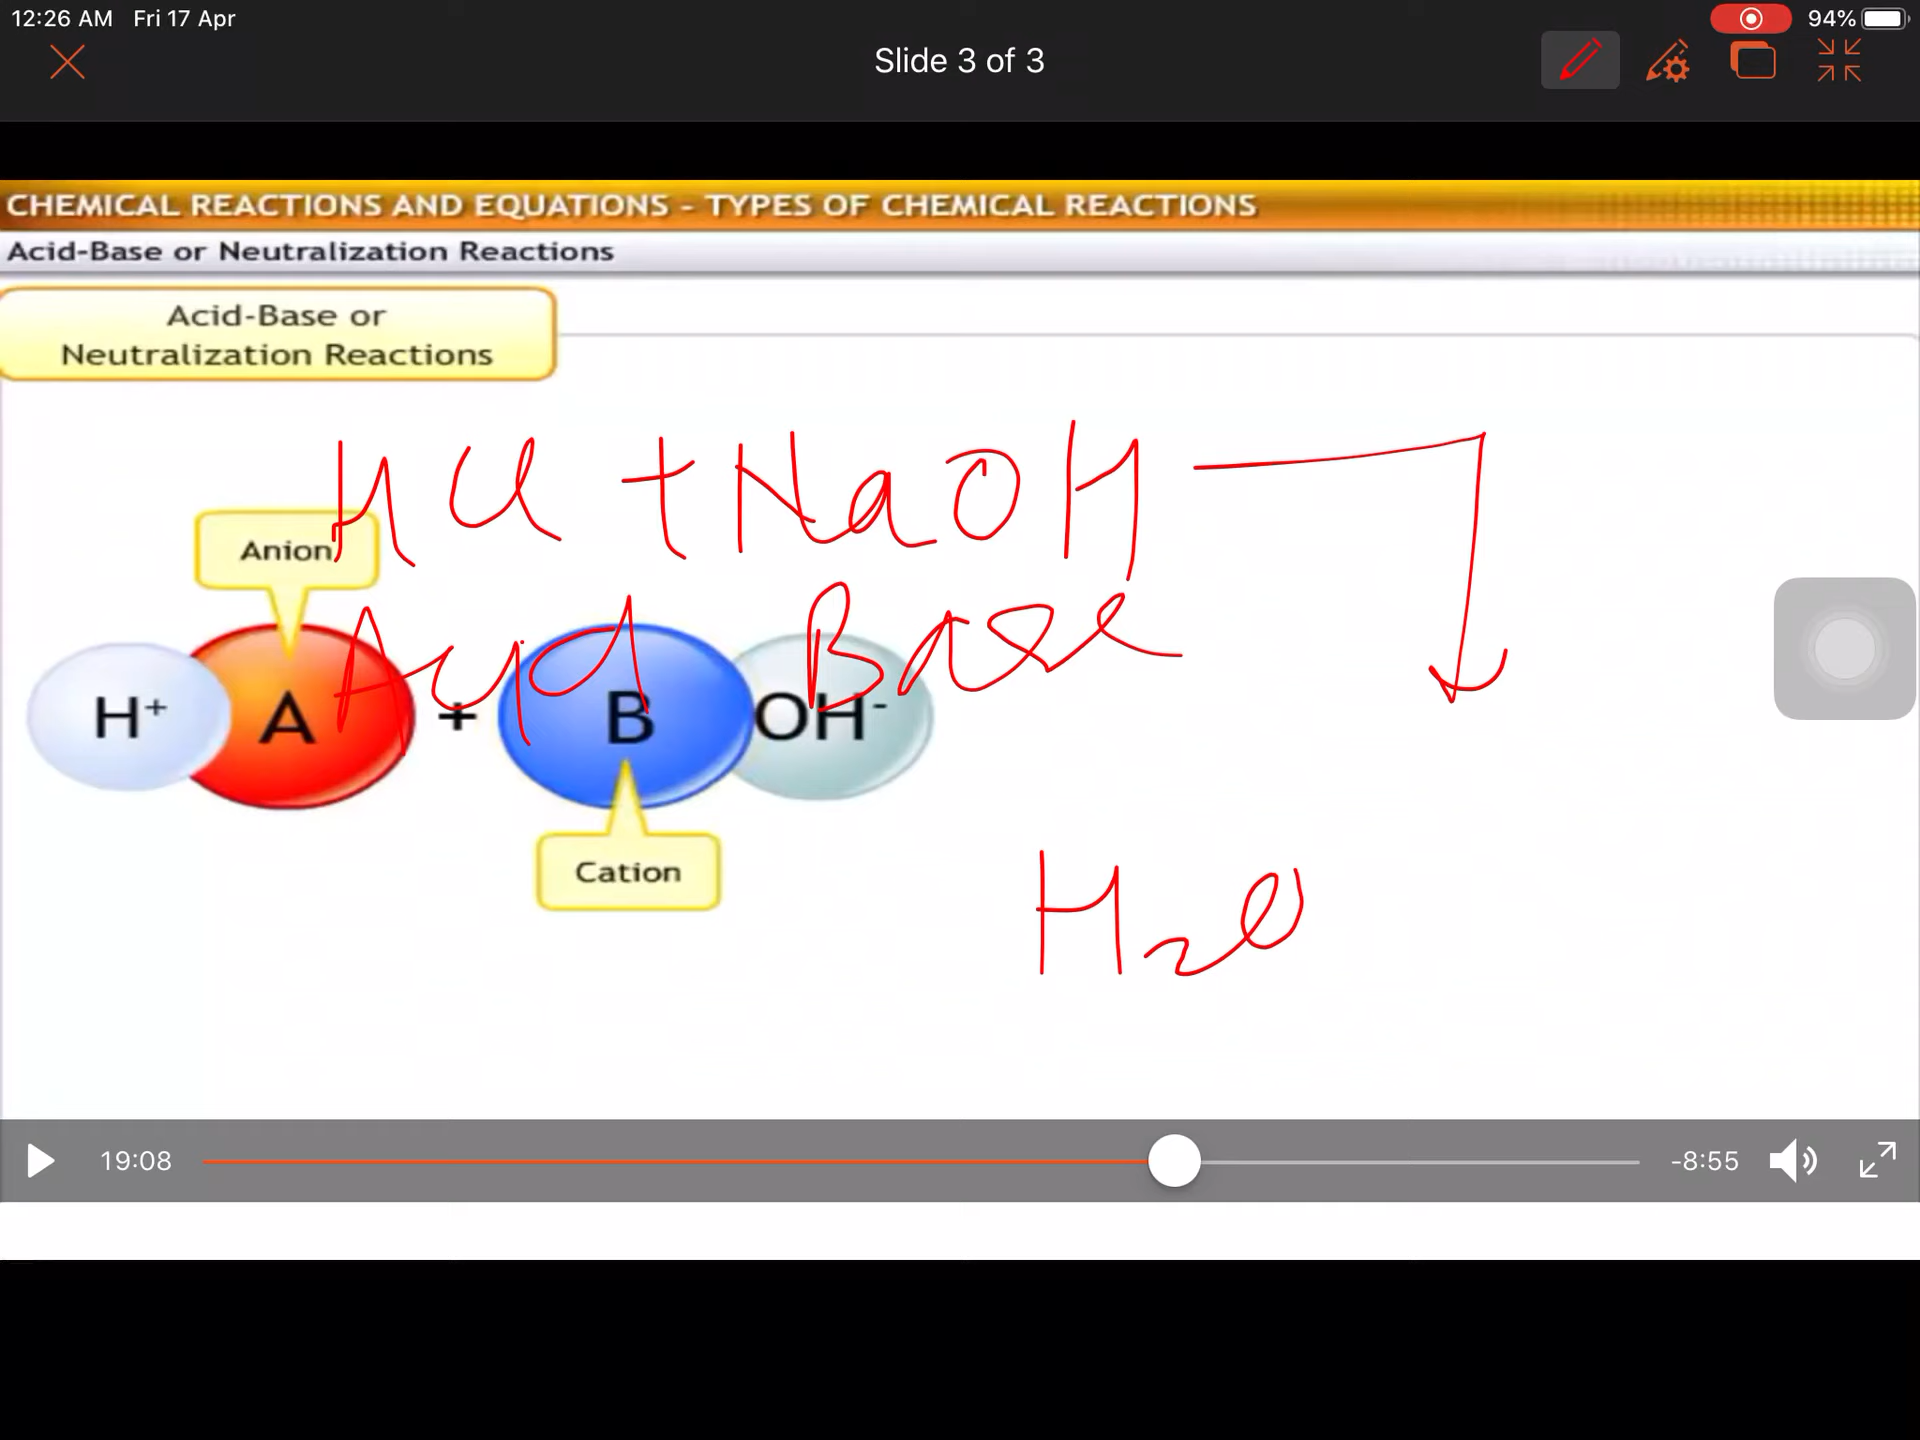 12:26 AM Fri 17 Apr
94%
Slide 3 of 3
CHEMICAL REACTIONS AND EQUATIONS - TYPES OF CHEMICAL REACTIONS
Acid-Base or Neutralization Reactions
Acid-Base or
Neutralization Reactions
HCl + NaOH
Anion
Acid Base
H+ A + B OH-
Cation
H2O
19:08 -8:55